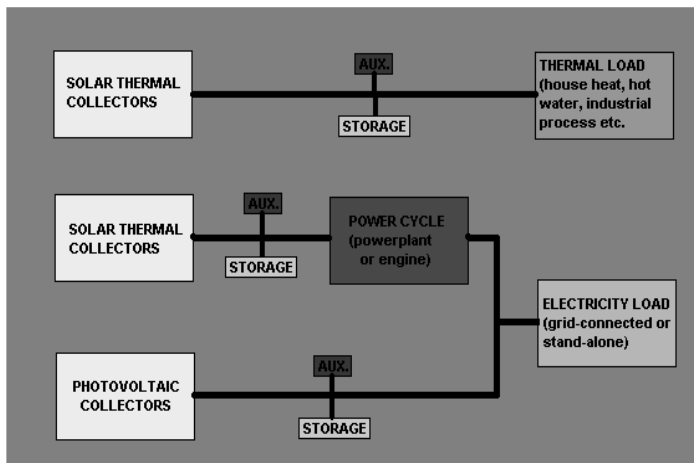 AUX.
SOLAR THERMAL
COLLECTORS
THERMAL LOAD
(house heat, hot
water, industrial
process etc.
STORAGE
AUX.
SOLAR THERMAL
COLLECTORS
STORAGE
POWER CYCLE
(powerplant
or engine)
ELECTRICITY LOAD
(grid-connected or
stand-alone)
AUX.
PHOTOVOLTAIC
COLLECTORS
STORAGE